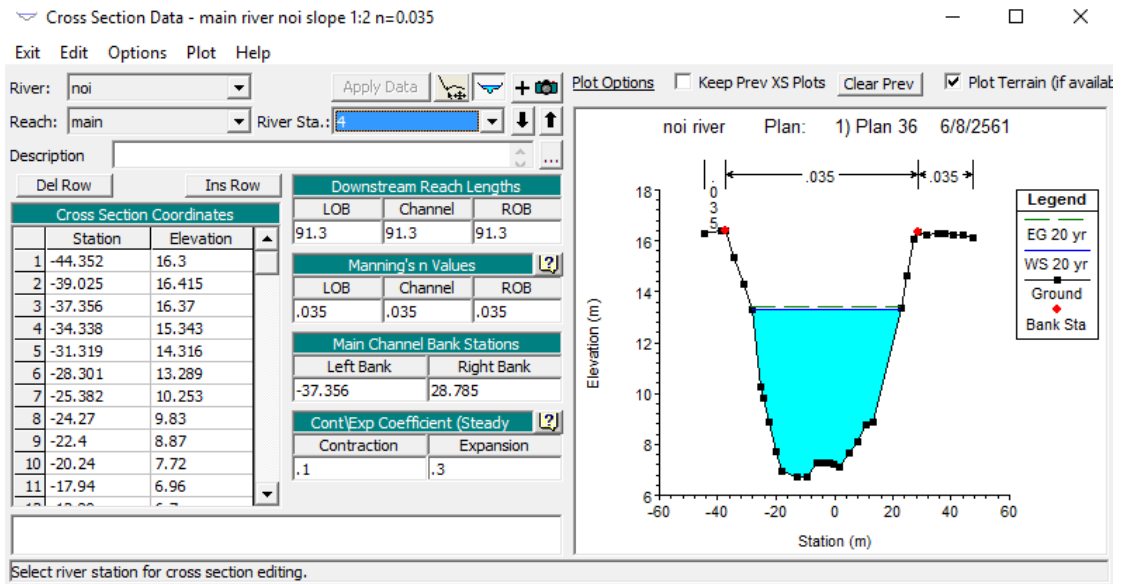 Cross Section Data - main river noi slope 1:2 n=0.035
Exit Edit Options Plot Help
River: noi
Apply Data
Plot Options Keep Prev XS Plots Clear Prev Plot Terrain (if availab
Reach: main River Sta.: 4
Description ...
Del Row Ins Row
Cross Section Coordinates
Station Elevation
1 -44.352 16.3
2 -39.025 16.415
3 -37.356 16.37
4 -34.338 15.343
5 -31.319 14.316
6 -28.301 13.289
7 -25.382 10.253
8 -24.27 9.83
9 -22.4 8.87
10 -20.24 7.72
11 -17.94 6.96
Downstream Reach Lengths
LOB Channel ROB
91.3 91.3 91.3
Manning's n Values
LOB Channel ROB
.035 .035 .035
Main Channel Bank Stations
Left Bank Right Bank
-37.356 28.785
Cont\Exp Coefficient (Steady
Contraction Expansion
.1 .3
noi river Plan: 1) Plan 36 6/8/2561
.035 .035 .035
18
16
14
12
10
8
6
Elevation (m)
-60 -40 -20 0 20 40 60
Station (m)
Legend
EG 20 yr
WS 20 yr
Ground
Bank Sta
Select river station for cross section editing.